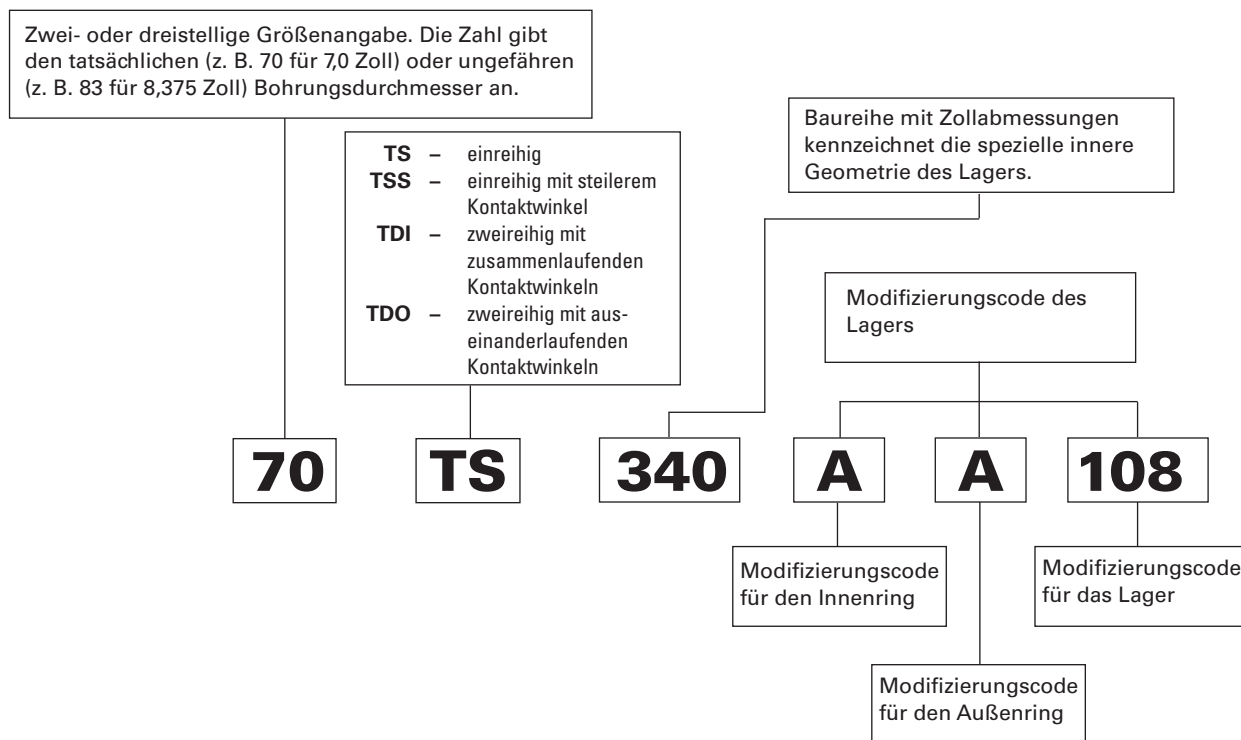 Zwei- oder dreistellige Größenangabe. Die Zahl gibt
den tatsächlichen (z. B. 70 für 7,0 Zoll) oder ungefähren
(z. B. 83 für 8,375 Zoll) Bohrungsdurchmesser an.
TS – einreihig
TSS – einreihig mit steilerem
Kontaktwinkel
TDI – zweireihig mit
zusammenlaufenden
Kontaktwinkeln
TDO – zweireihig mit aus-
einanderlaufenden
Kontaktwinkeln
Baureihe mit Zollabmessungen
kennzeichnet die spezielle innere
Geometrie des Lagers.
Modifizierungscode des
Lagers
70 TS 340 A A 108
Modifizierungscode
für den Innenring
Modifizierungscode
für das Lager
Modifizierungscode
für den Außenring